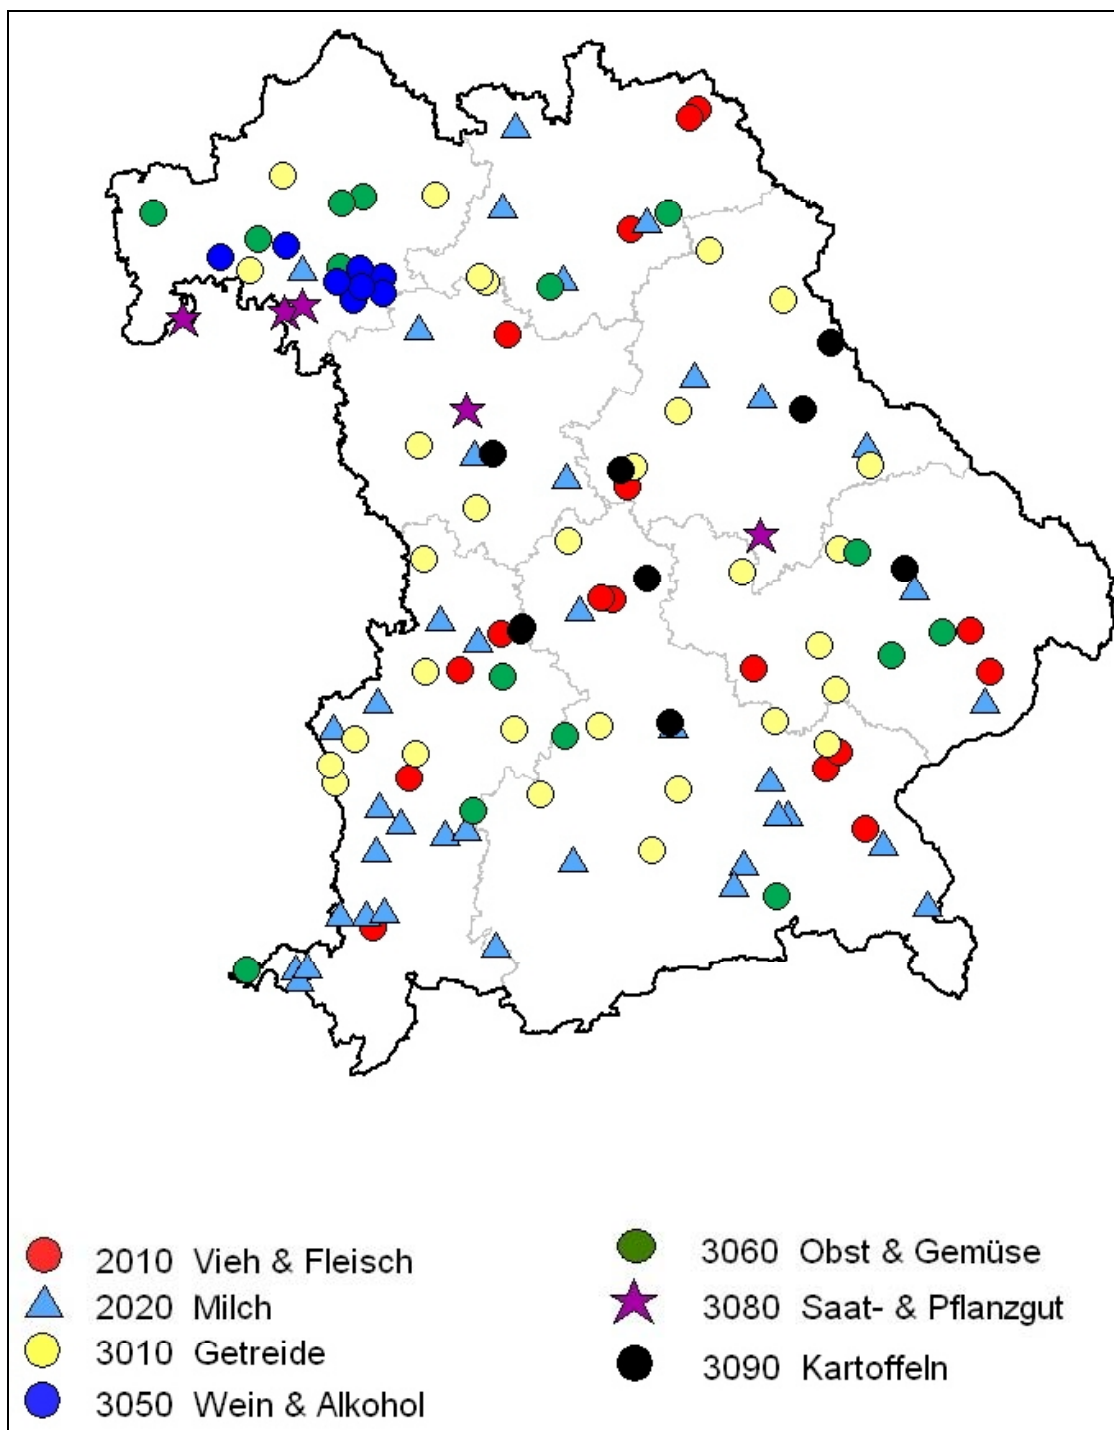 2010 Vieh & Fleisch
2020 Milch
3010 Getreide
3050 Wein & Alkohol
3060 Obst & Gemüse
3080 Saat- & Pflanzgut
3090 Kartoffeln